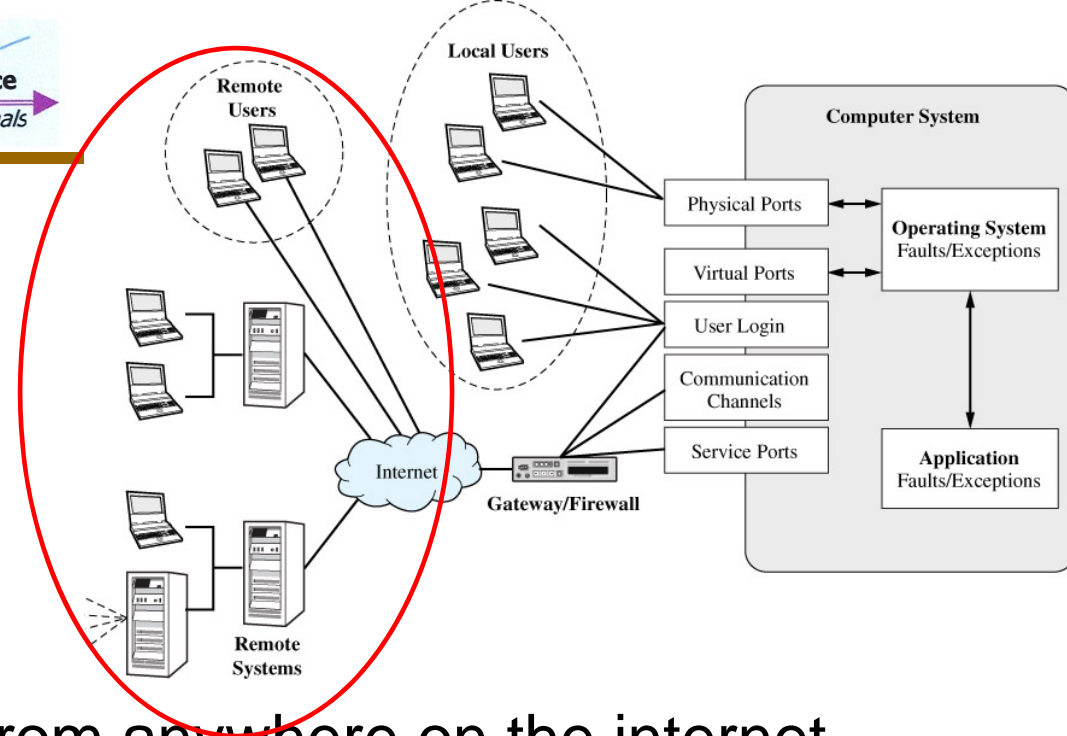 Remote
Users
Local Users
Computer System
Physical Ports
Virtual Ports
User Login
Communication
Channels
Service Ports
Operating System
Faults/Exceptions
Application
Faults/Exceptions
Internet
Gateway/Firewall
Remote
Systems
anywhere on the internet